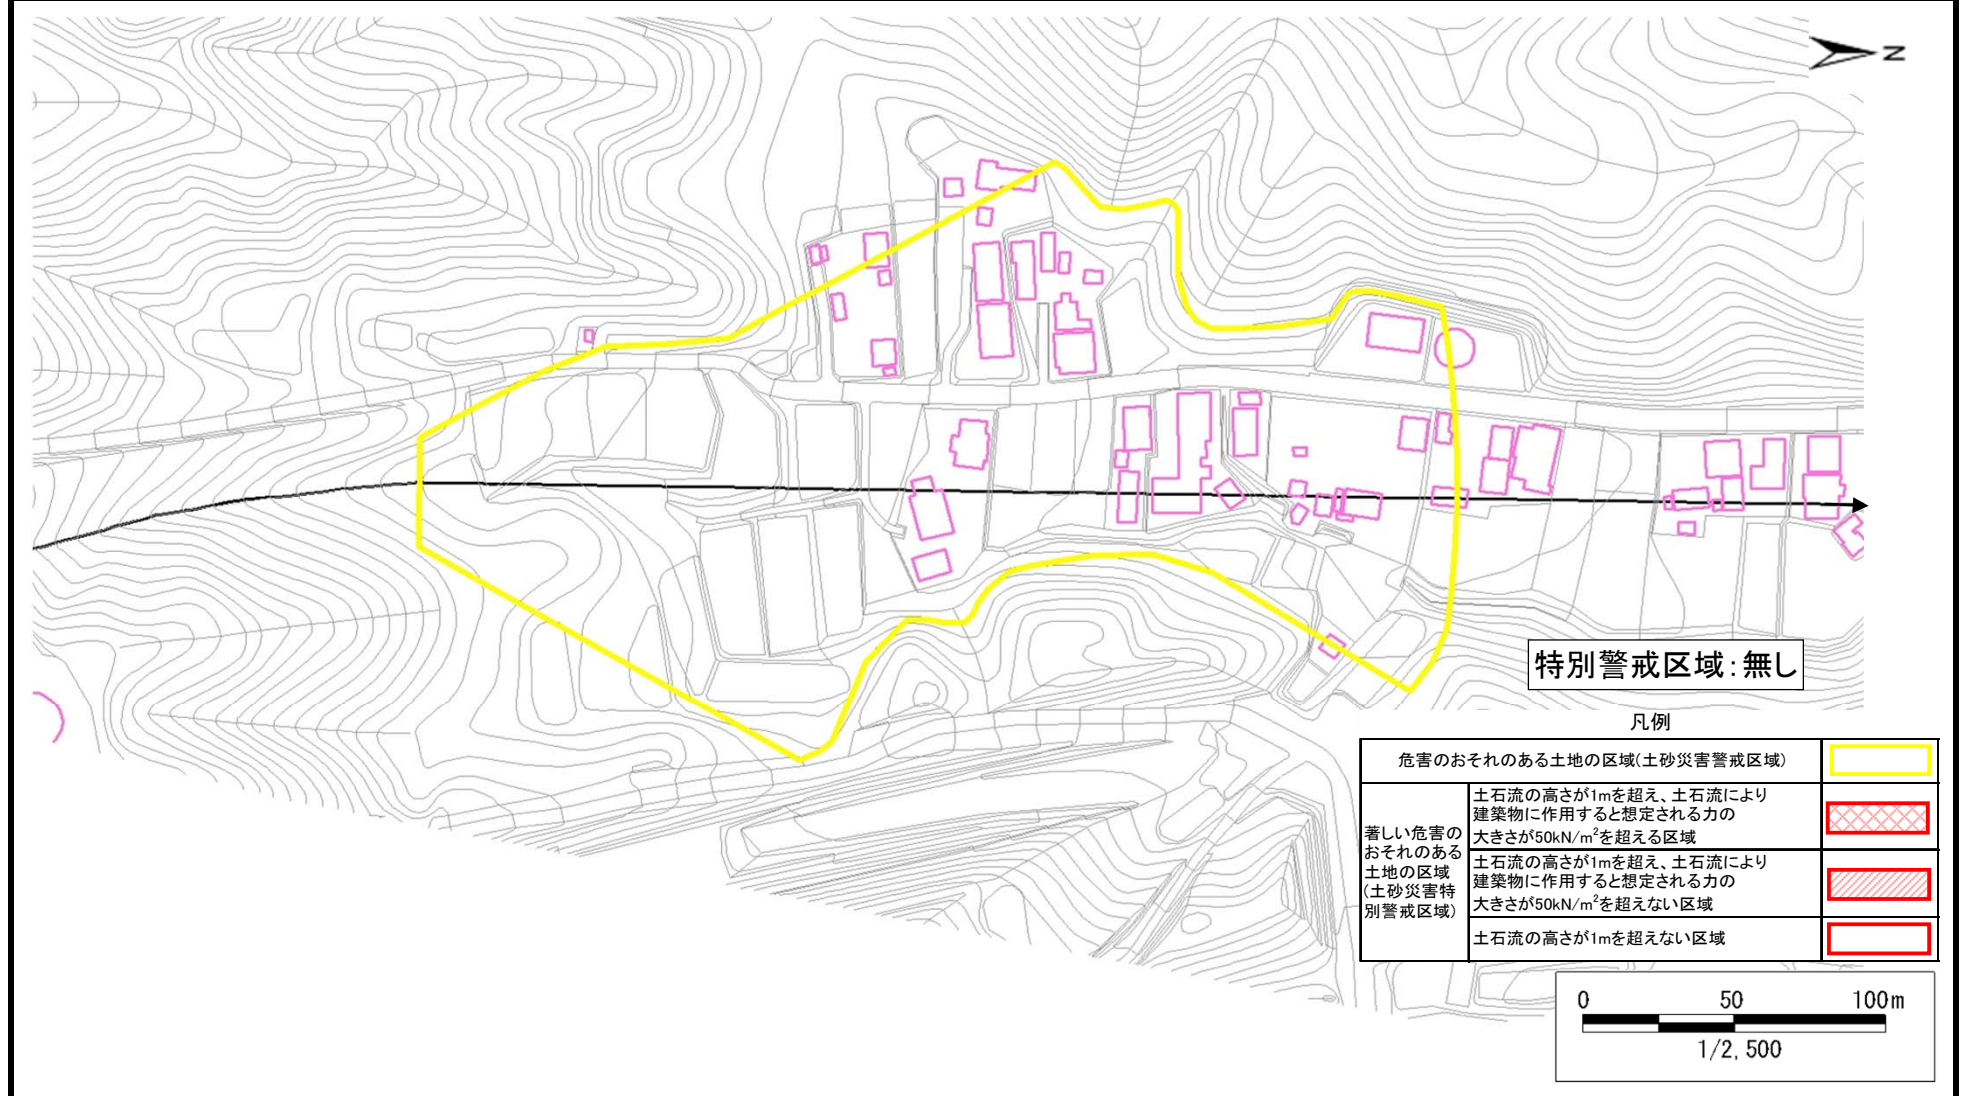 N
特別警戒区域:無し
凡例
危害のおそれのある土地の区域(土砂災害警戒区域)
著しい危害の
おそれのある
土地の区域
(土砂災害特
別警戒区域)
土石流の高さが1mを超え、土石流により
建築物に作用すると想定される力の
大きさが50kN/m²を超える区域
土石流の高さが1mを超え、土石流により
建築物に作用すると想定される力の
大きさが50kN/m²を超えない区域
土石流の高さが1mを超えない区域
0 50 100m
1/2,500